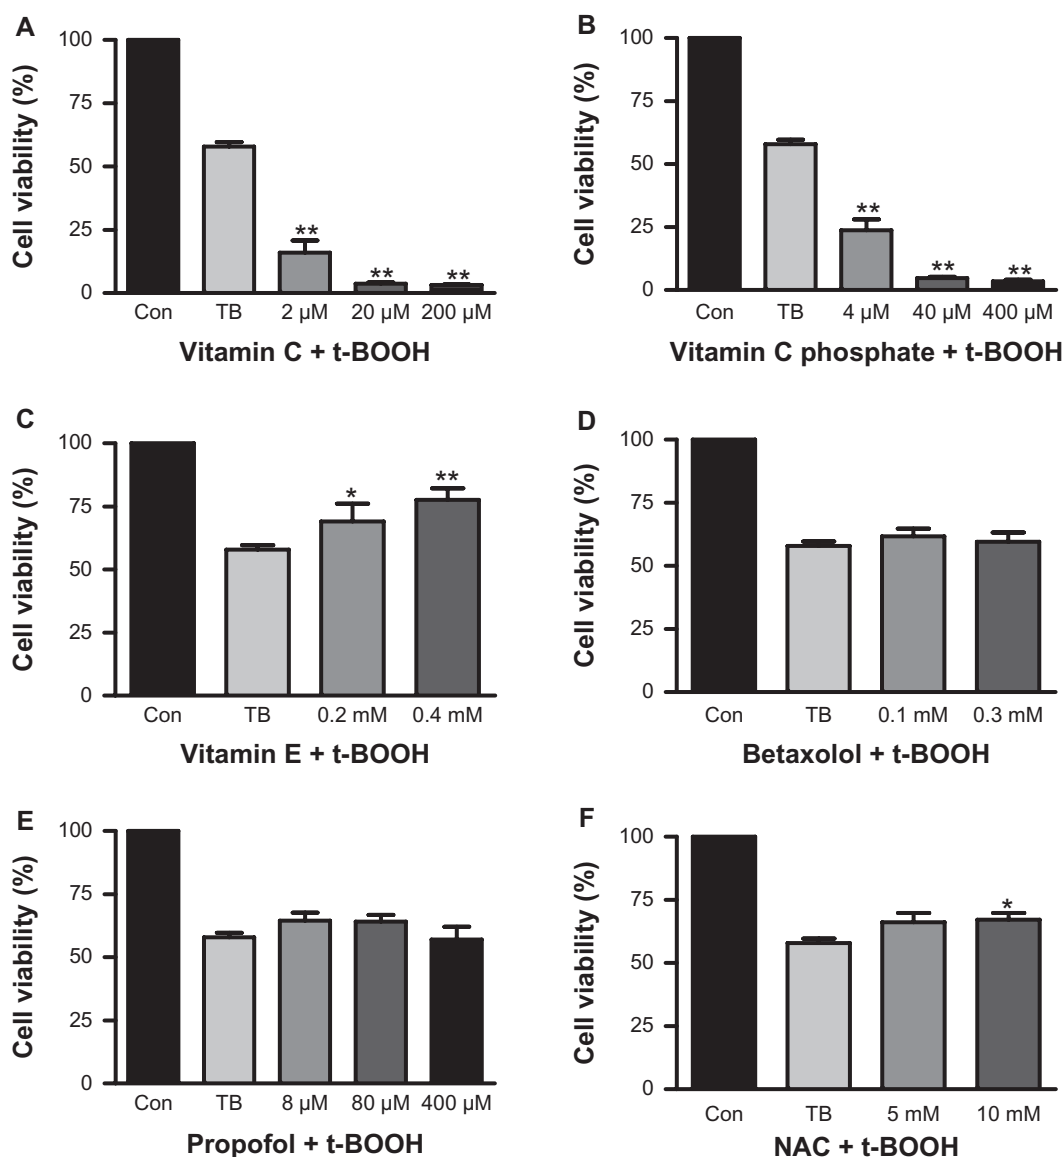 A
Cell viability (%)
100
75
50
25
0
**
**
**
Con TB 2 µM 20 µM 200 µM
Vitamin C + t-BOOH
B
Cell viability (%)
100
75
50
25
0
**
**
**
Con TB 4 µM 40 µM 400 µM
Vitamin C phosphate + t-BOOH
C
Cell viability (%)
100
75
50
25
0
*
**
Con TB 0.2 mM 0.4 mM
Vitamin E + t-BOOH
D
Cell viability (%)
100
75
50
25
0
Con TB 0.1 mM 0.3 mM
Betaxolol + t-BOOH
E
Cell viability (%)
100
75
50
25
0
Con TB 8 µM 80 µM 400 µM
Propofol + t-BOOH
F
Cell viability (%)
100
75
50
25
0
*
Con TB 5 mM 10 mM
NAC + t-BOOH